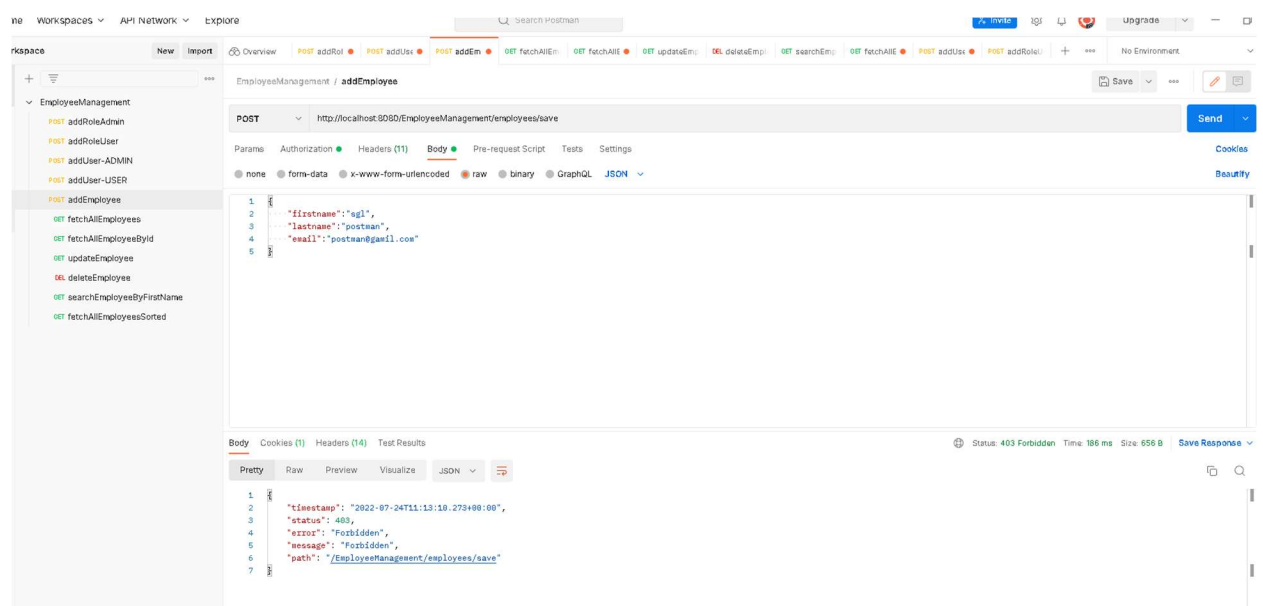 Workspaces API Network Explore Search Postman Invite Upgrade
New Import Overview POST addRol POST addUse POST addEm GET fetchAllEm GET fetchAllE GET updateEmp DEL deleteEmpl GET searchEmp GET fetchAllE POST addUse POST addRoleU + No Environment
EmployeeManagement / addEmployee Save
EmployeeManagement
POST addRoleAdmin
POST addRoleUser
POST addUser-ADMIN
POST addUser-USER
POST addEmployee
GET fetchAllEmployees
GET fetchAllEmployeeById
GET updateEmployee
DEL deleteEmployee
GET searchEmployeeByFirstName
GET fetchAllEmployeesSorted
POST http://localhost:8080/EmployeeManagement/employees/save Send
Params Authorization Headers (11) Body Pre-request Script Tests Settings Cookies
none form-data x-www-form-urlencoded raw binary GraphQL JSON Beautify
1 {
2 "firstname":"sgl",
3 "lastname":"postman",
4 "email":"postman@gamil.com"
5 }
Body Cookies (1) Headers (14) Test Results Status: 403 Forbidden Time: 186 ms Size: 656 B Save Response
Pretty Raw Preview Visualize JSON
1 {
2 "timestamp": "2022-07-24T11:13:10.273+00:00",
3 "status": 403,
4 "error": "Forbidden",
5 "message": "Forbidden",
6 "path": "/EmployeeManagement/employees/save"
7 }